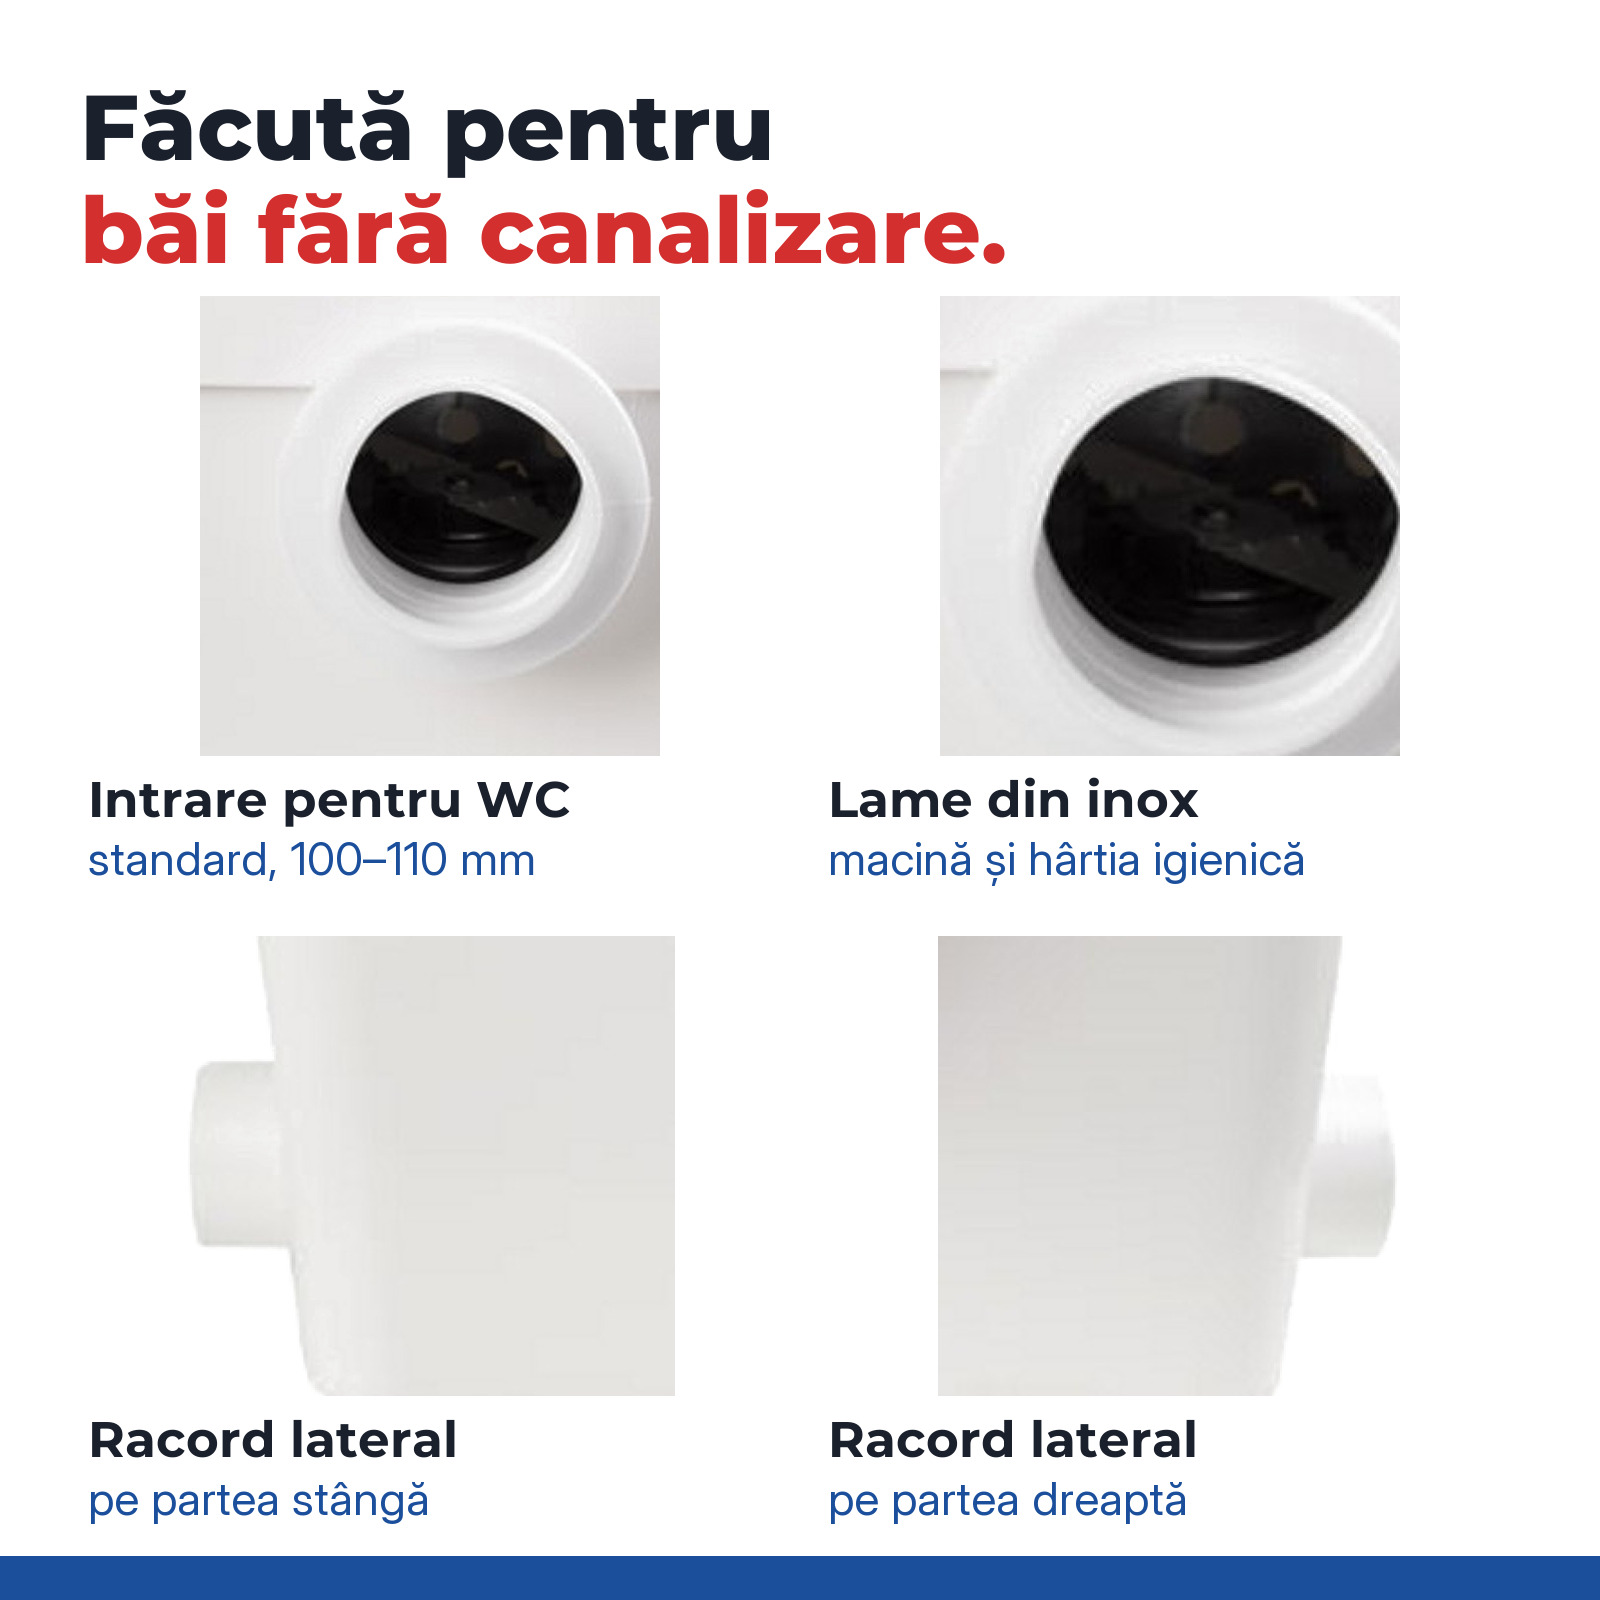 Făcută pentru
băi fără canalizare.
Intrare pentru WC
standard, 100–110 mm
Lame din inox
macină și hârtia igienică
Racord lateral
pe partea stângă
Racord lateral
pe partea dreaptă